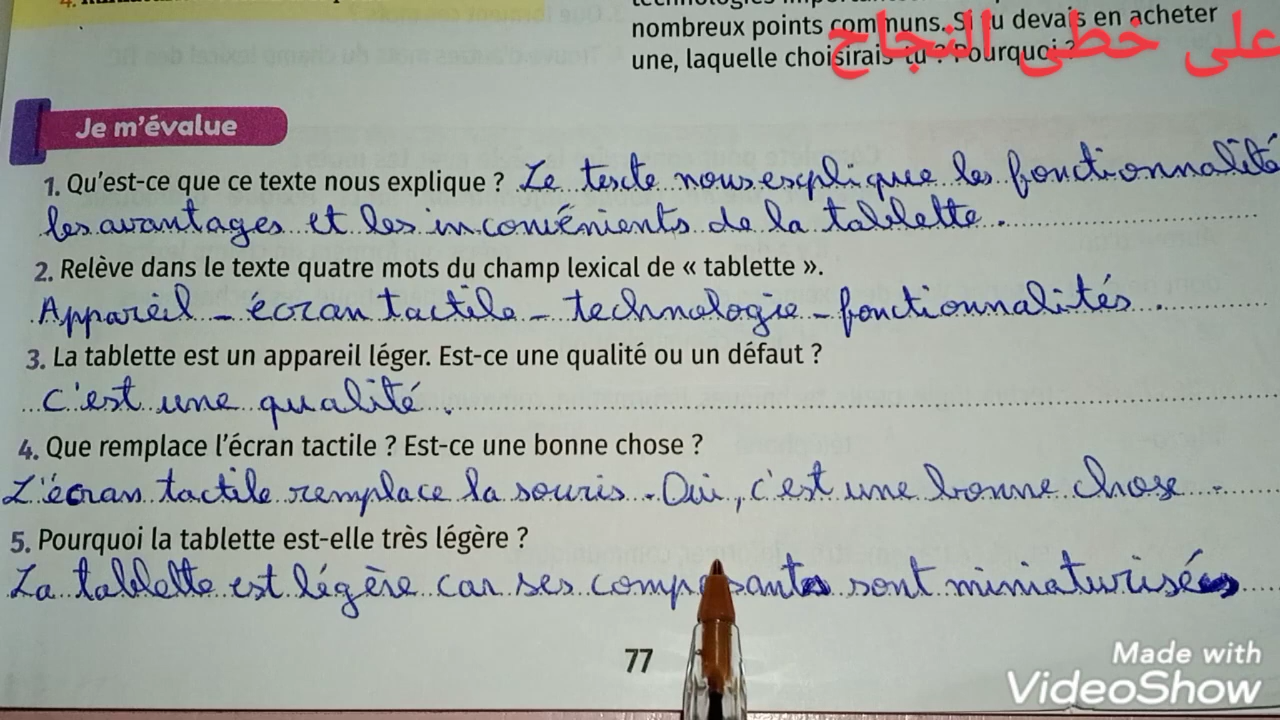 nombreux points communs. Si tu devais en acheter
une, laquelle choisirais-tu ? Pourquoi ?
على خطى النجاح
Je m'évalue
1. Qu'est-ce que ce texte nous explique ? Le texte nous explique les fonctionnalité
les avantages et les inconvénients de la tablette.
2. Relève dans le texte quatre mots du champ lexical de « tablette ».
Appareil - écran tactile - technologie - fonctionnalités.
3. La tablette est un appareil léger. Est-ce une qualité ou un défaut ?
c'est une qualité.
4. Que remplace l'écran tactile ? Est-ce une bonne chose ?
L'écran tactile remplace la souris. Oui, c'est une bonne chose.
5. Pourquoi la tablette est-elle très légère ?
La tablette est légère car ses composants sont miniaturisés
77
Made with
VideoShow